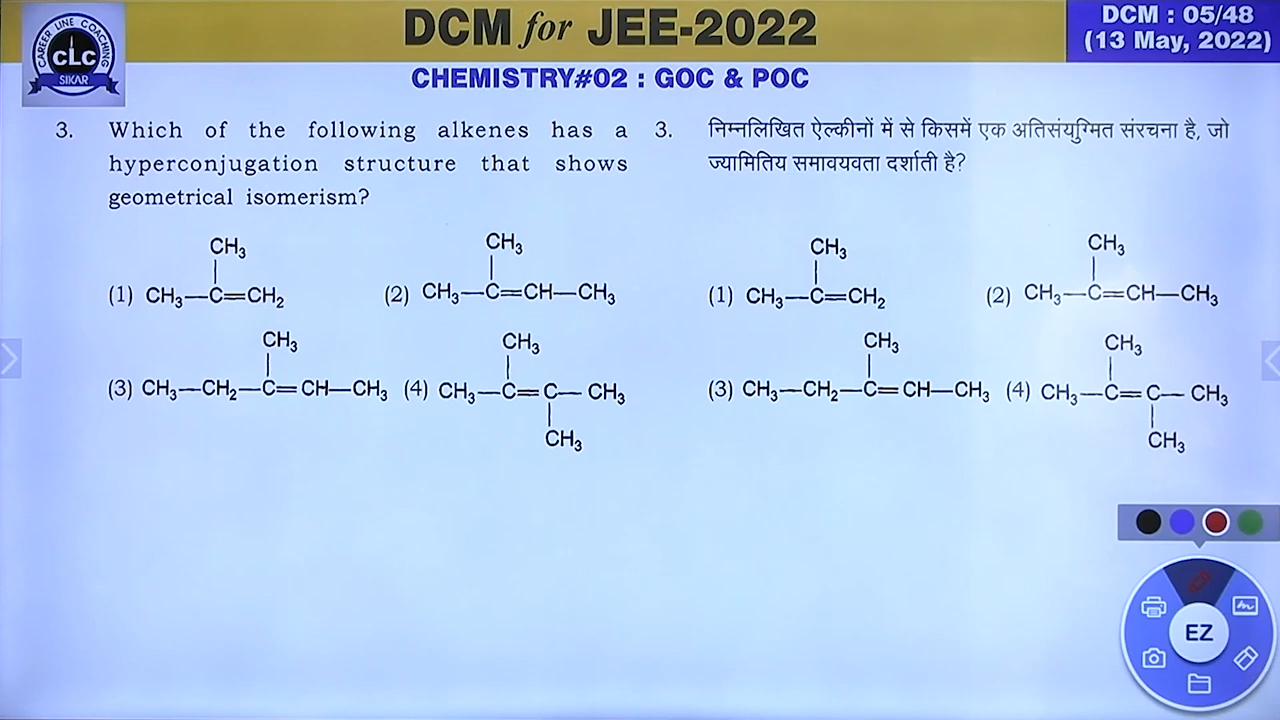 DCM for JEE-2022
DCM : 05/48
(13 May, 2022)
CAREER LINE COACHING
CLC
SIKAR
CHEMISTRY#02 : GOC & POC
3. Which of the following alkenes has a
hyperconjugation structure that shows
geometrical isomerism?
CH₃
(1) CH₃—C=CH₂
CH₃
(2) CH₃—C=CH—CH₃
CH₃
(3) CH₃—CH₂—C=CH—CH₃
CH₃
(4) CH₃—C=C—CH₃
CH₃
3. निम्नलिखित ऐल्कीनों में से किसमें एक अतिसंयुग्मित संरचना है, जो
ज्यामितिय समावयवता दर्शाती है?
CH₃
(1) CH₃—C=CH₂
CH₃
(2) CH₃—C=CH—CH₃
CH₃
(3) CH₃—CH₂—C=CH—CH₃
CH₃
(4) CH₃—C=C—CH₃
CH₃
EZ